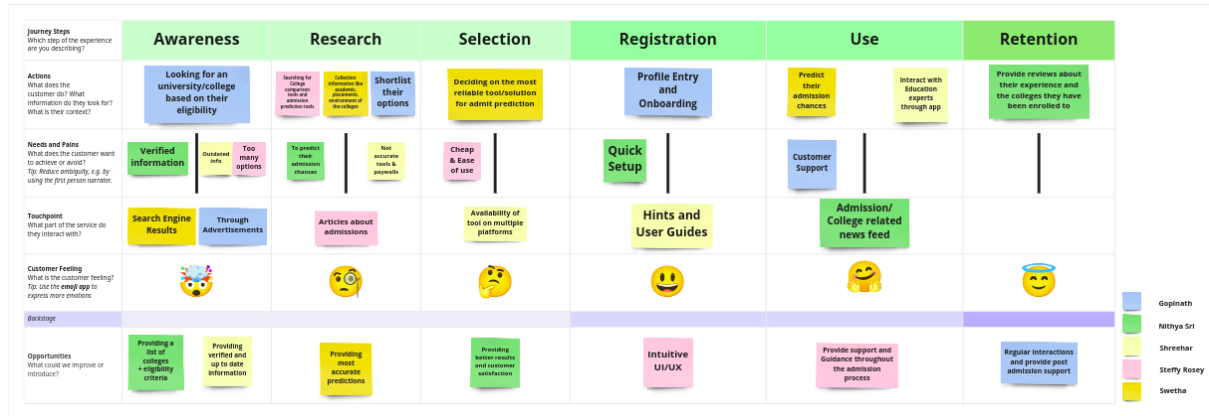 Journey Steps
Which step of the experience
are you describing?
Awareness
Research
Selection
Registration
Use
Retention
Actions
What does the
customer do? What
information do they look for?
What is their context?
Looking for an
university/college
based on their
eligibility
Searching for
College
comparison
tools and
admission
prediction tools
Collection
information like
academic,
placements,
environment of
the colleges
Shortlist
their
options
Deciding on the most
reliable tool/solution
for admit prediction
Profile Entry
and
Onboarding
Predict
their
admission
chances
Interact with
Education
experts
through app
Provide reviews about
their experience and
the colleges they have
been enrolled to
Needs and Pains
What does the customer want
to achieve or avoid?
Tip: Reduce ambiguity, e.g. by
using the first person narrator.
Verified
information
Outdated
info
Too
many
options
To predict
their
admission
chances
Not
accurate
tools &
paywalls
Cheap
& Ease
of use
Quick
Setup
Customer
Support
Touchpoint
What part of the service do
they interact with?
Search Engine
Results
Through
Advertisements
Articles about
admissions
Availability of
tool on multiple
platforms
Hints and
User Guides
Admission/
College related
news feed
Customer Feeling
What is the customer feeling?
Tip: Use the emoji app to
express more emotions
Backstage
Opportunities
What could we improve or
introduce?
Providing a
list of
colleges
+ eligibility
criteria
Providing
verified and
up to date
information
Providing
most
accurate
predictions
Providing
better results
and customer
satisfaction
Intuitive
UI/UX
Provide support and
Guidance throughout
the admission
process
Regular interactions
and provide post
admission support
Gopinath
Nithya Sri
Shreehar
Steffy Rosey
Swetha